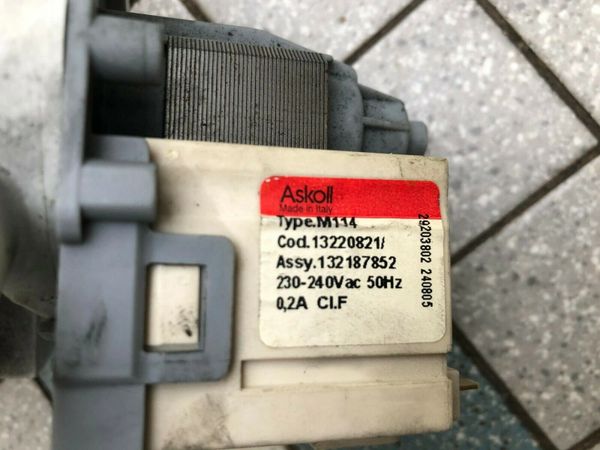 Askoll
Made in Italy
Type.M114
Cod.13220821/
Assy.132187852
230-240Vac 50Hz
0,2A Cl.F
29203802 240805